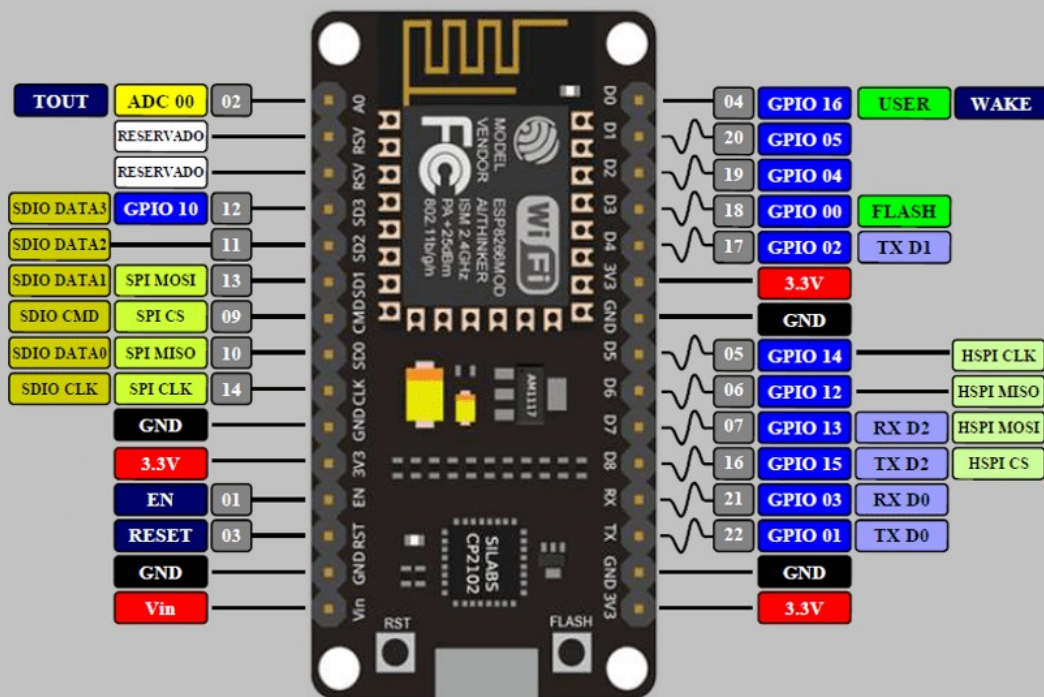 TOUT ADC 00 02 A0 D0 04 GPIO 16 USER WAKE
RESERVADO RSV D1 20 GPIO 05
RESERVADO RSV D2 19 GPIO 04
SDIO DATA3 GPIO 10 12 SD3 D3 18 GPIO 00 FLASH
SDIO DATA2 11 SD2 D4 17 GPIO 02 TX D1
SDIO DATA1 SPI MOSI 13 SD1 3V3 3.3V
SDIO CMD SPI CS 09 CMD GND GND
SDIO DATA0 SPI MISO 10 SD0 D5 05 GPIO 14 HSPI CLK
SDIO CLK SPI CLK 14 CLK D6 06 GPIO 12 HSPI MISO
GND GND D7 07 GPIO 13 RX D2 HSPI MOSI
3.3V 3V3 D8 16 GPIO 15 TX D2 HSPI CS
EN 01 EN RX 21 GPIO 03 RX D0
RESET 03 RST TX 22 GPIO 01 TX D0
GND GND GND GND
Vin Vin 3V3 3.3V
MODEL ESP8266MOD
VENDOR AI/THINKER
ISM 2.4GHz
PA +25dBm
802.11b/g/n
FC
WiFi
AM1117
SILABS
CP2102
RST
FLASH